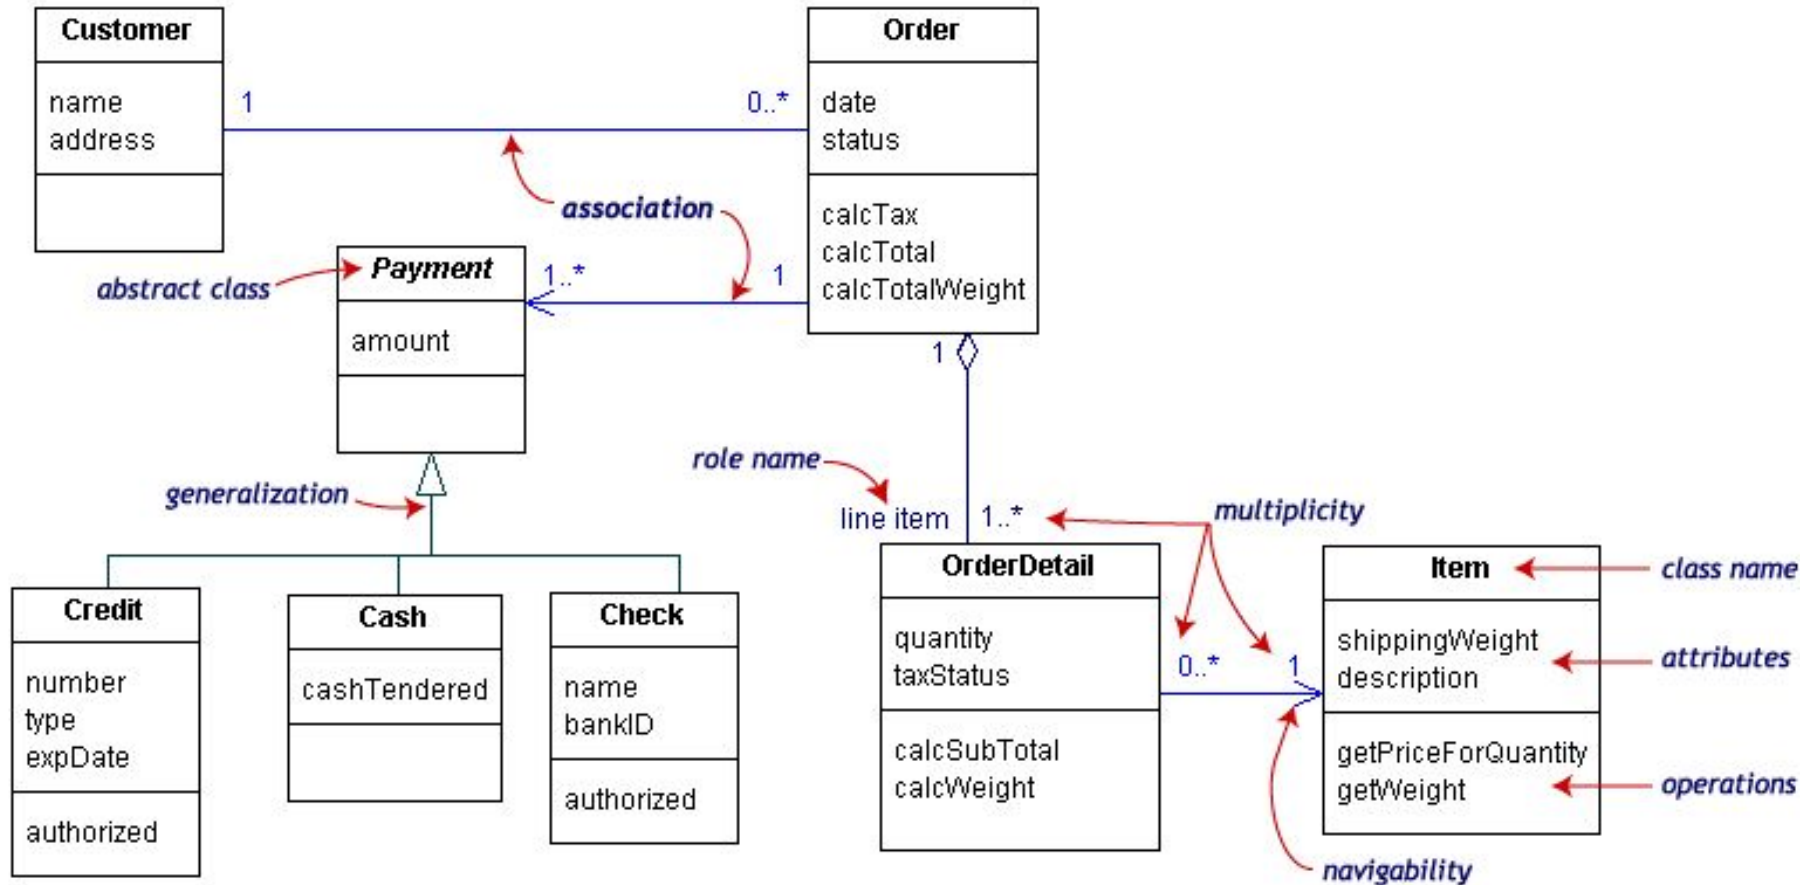 Customer
name
address
1
0..*
Order
date
status
calcTax
calcTotal
calcTotalWeight
association
abstract class
Payment
amount
1..*
1
1
generalization
role name
line item
1..*
multiplicity
Credit
number
type
expDate
authorized
Cash
cashTendered
Check
name
bankID
authorized
OrderDetail
quantity
taxStatus
calcSubTotal
calcWeight
0..*
1
Item
shippingWeight
description
getPriceForQuantity
getWeight
class name
attributes
operations
navigability